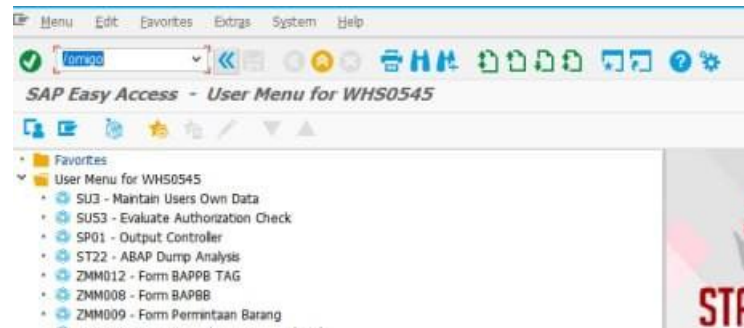 Menu Edit Favorites Extras System Help
/omigo
SAP Easy Access - User Menu for WHS0545
Favorites
User Menu for WHS0545
SU3 - Maintain Users Own Data
SU53 - Evaluate Authorization Check
SP01 - Output Controller
ST22 - ABAP Dump Analysis
ZMM012 - Form BAPPB TAG
ZMM008 - Form BAPBB
ZMM009 - Form Permintaan Barang